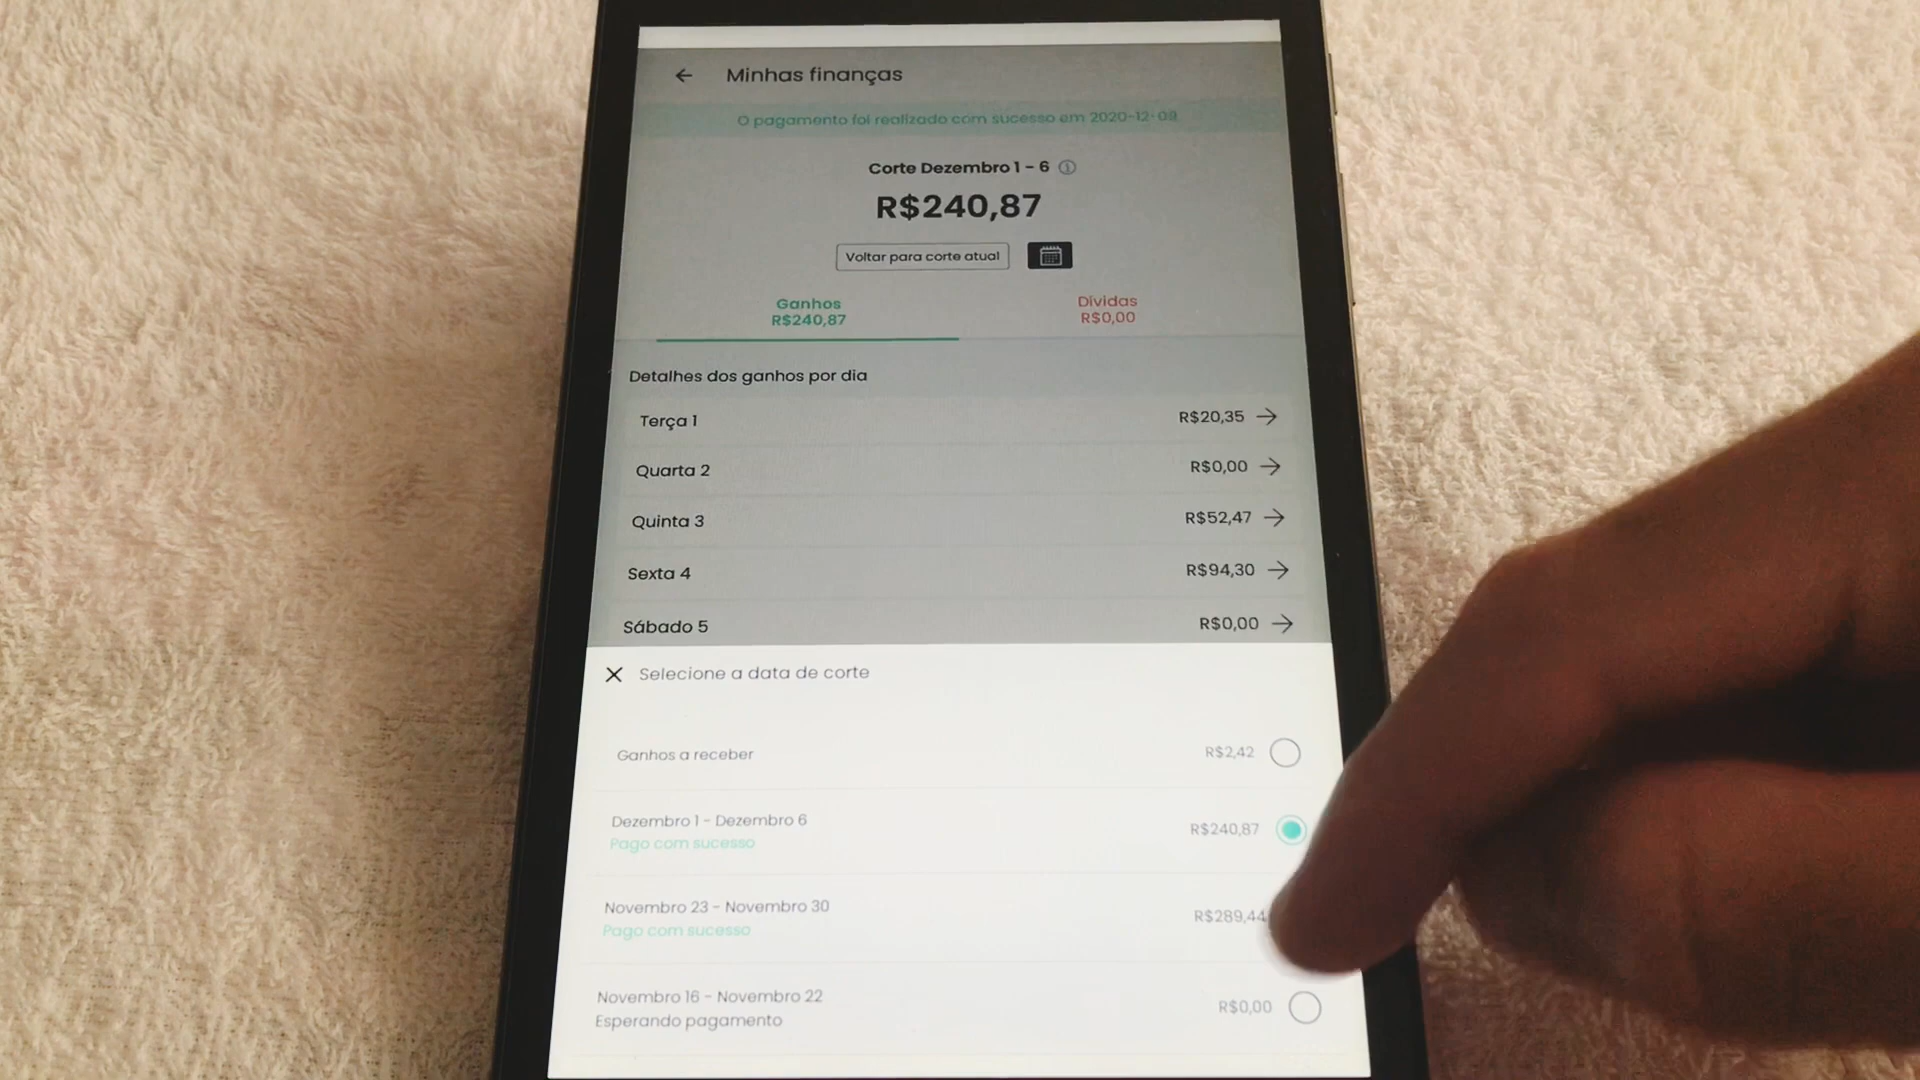 Minhas finanças
O pagamento foi realizado com sucesso em 2020-12-09
Corte Dezembro 1 - 6
R$240,87
Voltar para corte atual
Ganhos
R$240,87
Dívidas
R$0,00
Detalhes dos ganhos por dia
Terça 1 R$20,35
Quarta 2 R$0,00
Quinta 3 R$52,47
Sexta 4 R$94,30
Sábado 5 R$0,00
Selecione a data de corte
Ganhos a receber R$2,42
Dezembro 1 - Dezembro 6 R$240,87
Pago com sucesso
Novembro 23 - Novembro 30 R$289,44
Pago com sucesso
Novembro 16 - Novembro 22 R$0,00
Esperando pagamento